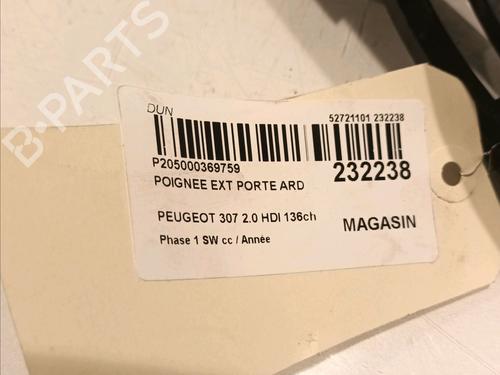 B-PARTS
DUN
52721101 232238
P205000369759
232238
POIGNEE EXT PORTE ARD
PEUGEOT 307 2.0 HDI 136ch
MAGASIN
Phase 1 SW cc / Année